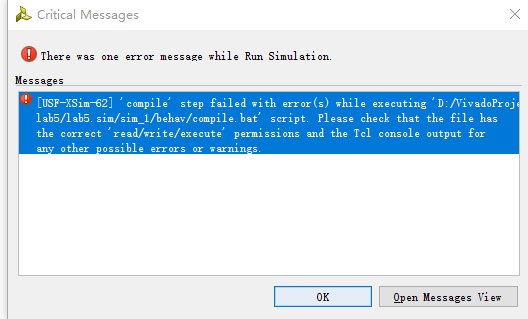 Critical Messages
There was one error message while Run Simulation.
Messages
[USF-XSim-62] 'compile' step failed with error(s) while executing 'D:/VivadoProje
lab5/lab5.sim/sim_1/behav/compile.bat' script. Please check that the file has
the correct 'read/write/execute' permissions and the Tcl console output for
any other possible errors or warnings.
OK
Open Messages View